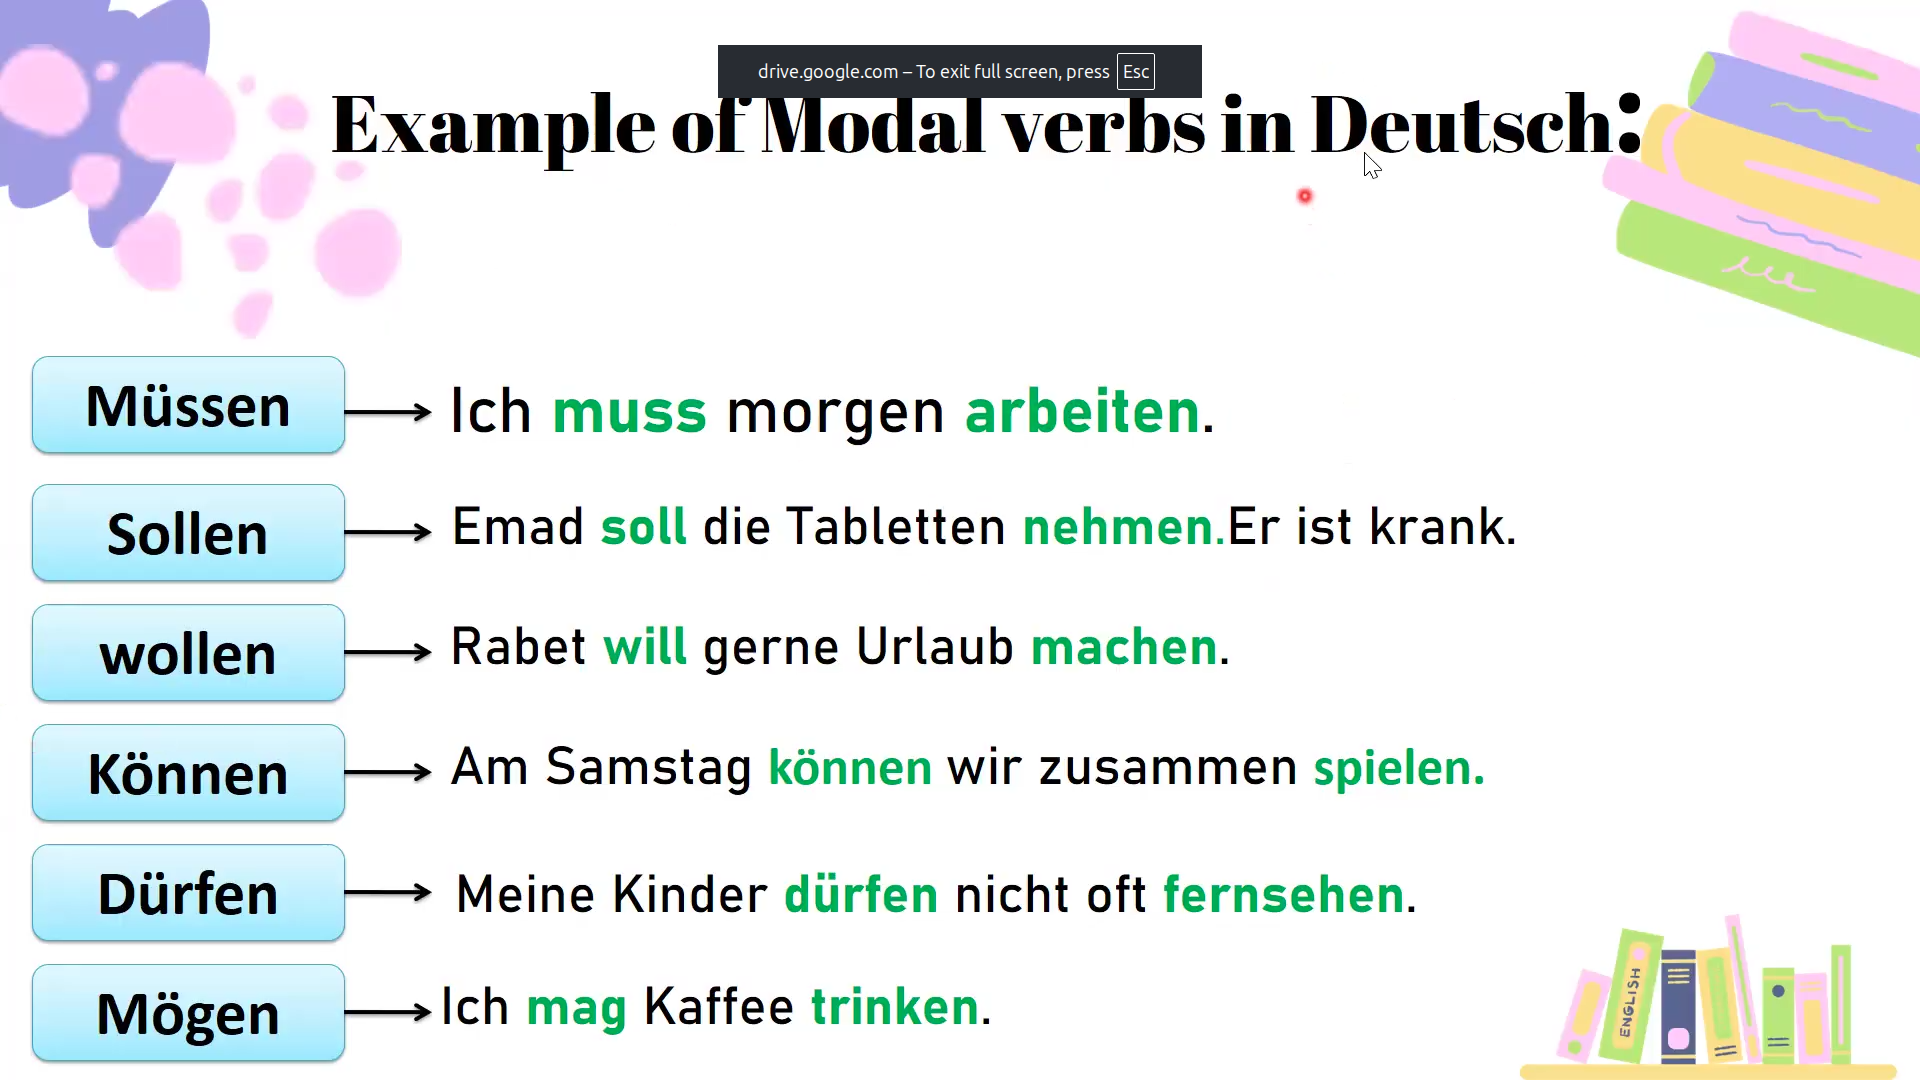 drive.google.com – To exit full screen, press Esc
Example of Modal verbs in Deutsch:
Müssen
Ich muss morgen arbeiten.
Sollen
Emad soll die Tabletten nehmen.Er ist krank.
wollen
Rabet will gerne Urlaub machen.
Können
Am Samstag können wir zusammen spielen.
Dürfen
Meine Kinder dürfen nicht oft fernsehen.
Mögen
Ich mag Kaffee trinken.
ENGLISH